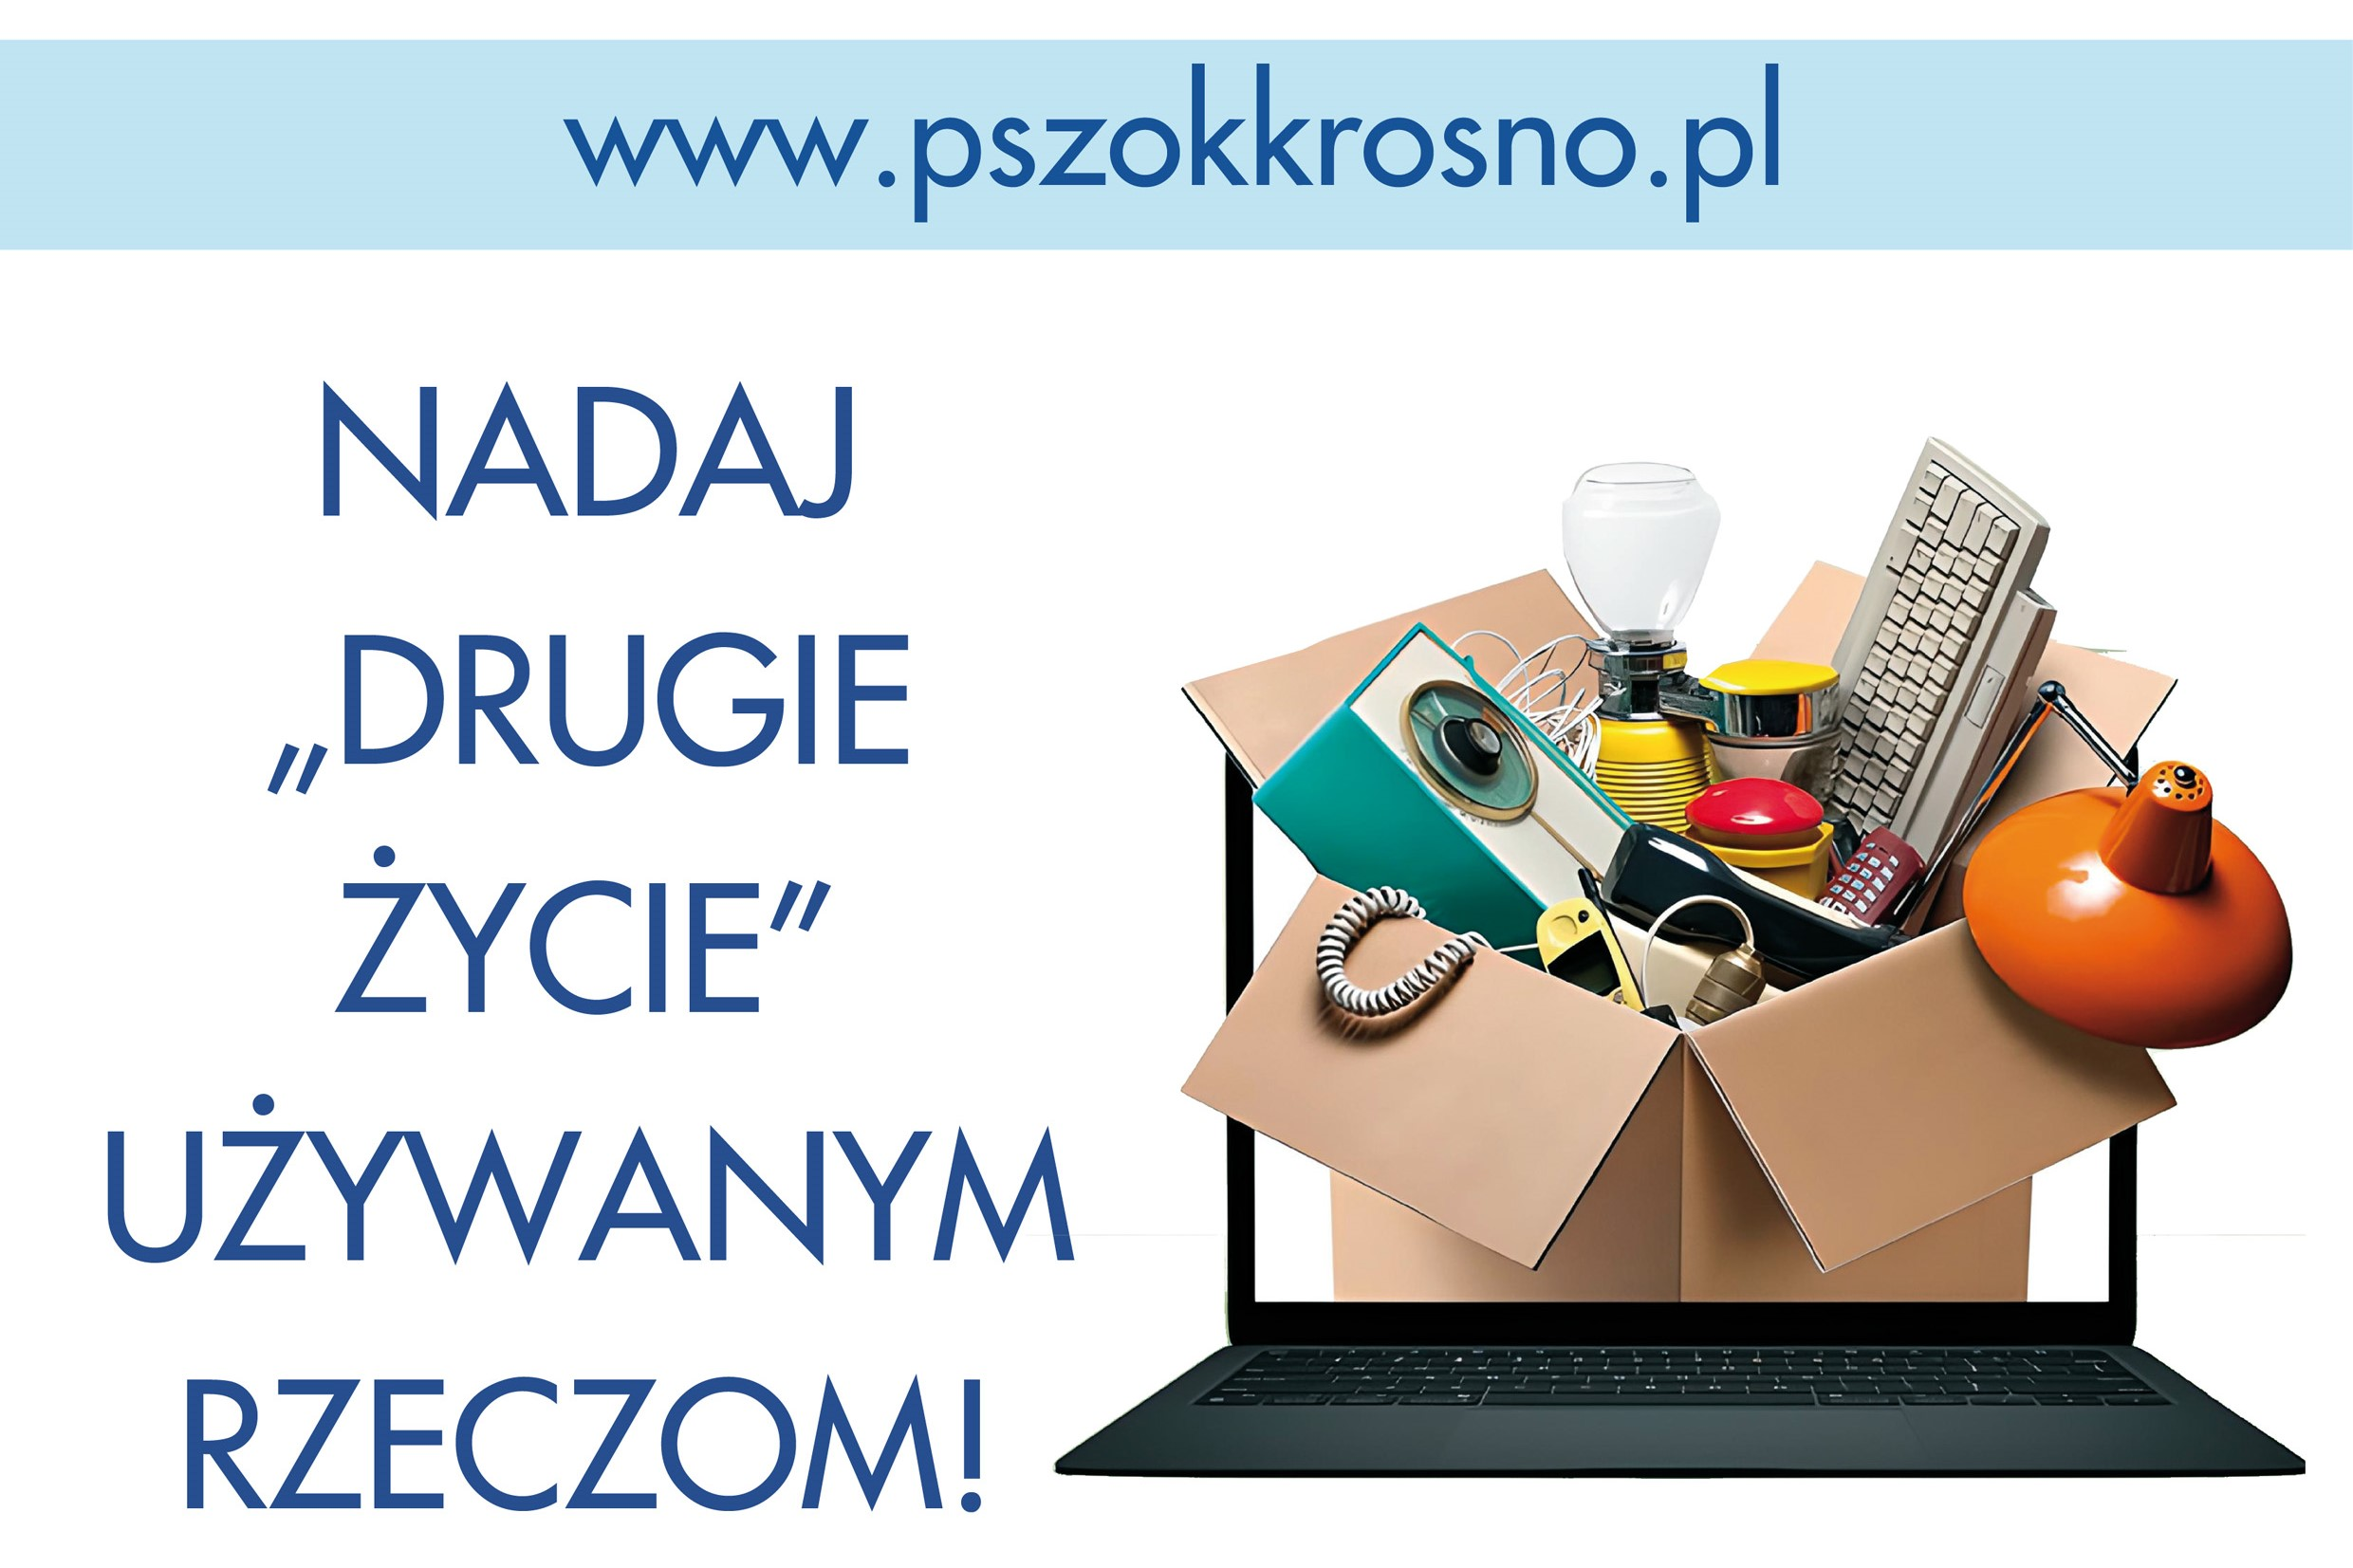 www.pszokkrosno.pl
NADAJ
„DRUGIE
ŻYCIE”
UŻYWANYM
RZECZOM!